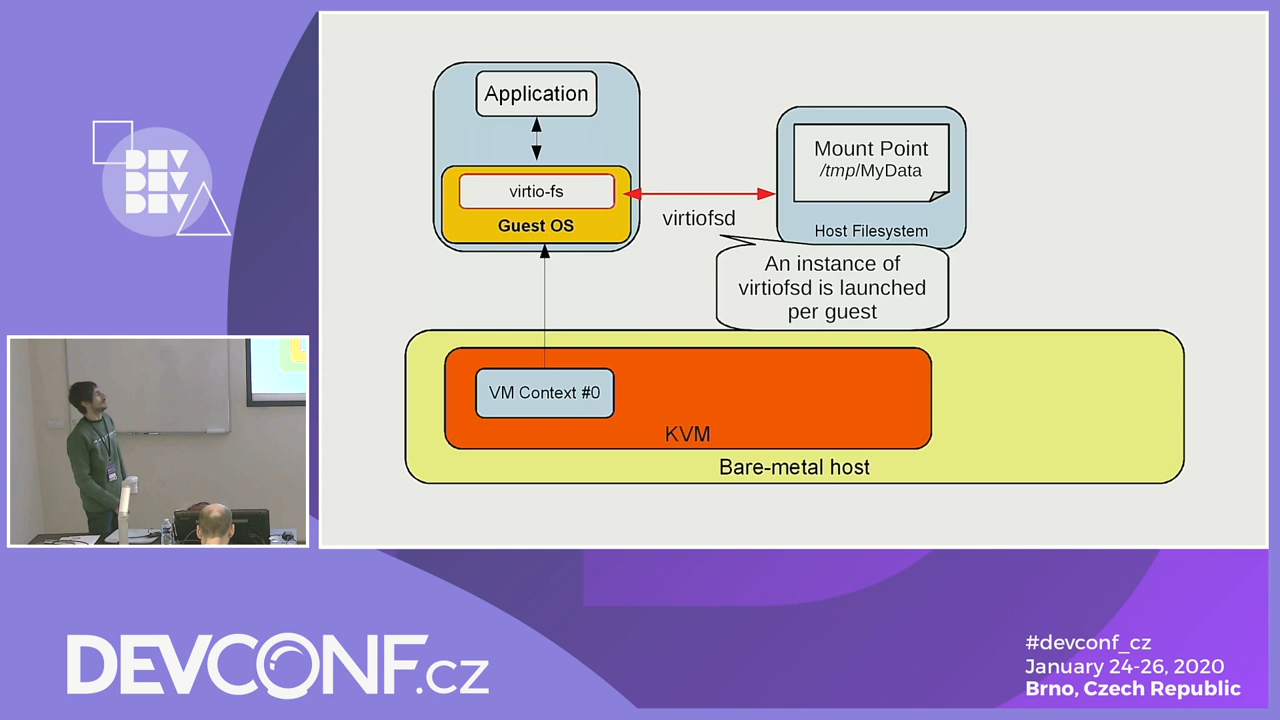 DEV
DEV
DEV
Application
virtio-fs
Guest OS
Mount Point
/tmp/MyData
Host Filesystem
virtiofsd
An instance of
virtiofsd is launched
per guest
VM Context #0
KVM
Bare-metal host
DEVCONF.CZ
#devconf_cz
January 24-26, 2020
Brno, Czech Republic